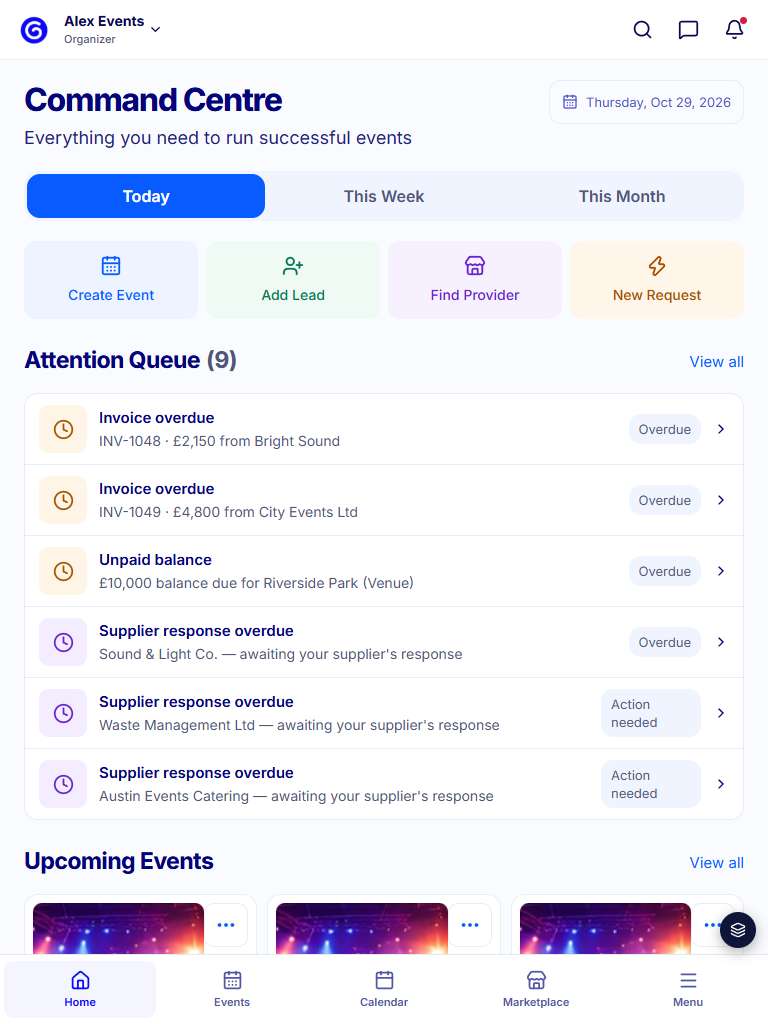 Alex Events
Organizer
Command Centre
Thursday, Oct 29, 2026
Everything you need to run successful events
Today
This Week
This Month
Create Event
Add Lead
Find Provider
New Request
Attention Queue (9)
View all
Invoice overdue
INV-1048 · £2,150 from Bright Sound
Overdue
Invoice overdue
INV-1049 · £4,800 from City Events Ltd
Overdue
Unpaid balance
£10,000 balance due for Riverside Park (Venue)
Overdue
Supplier response overdue
Sound & Light Co. — awaiting your supplier's response
Overdue
Supplier response overdue
Waste Management Ltd — awaiting your supplier's response
Action
needed
Supplier response overdue
Austin Events Catering — awaiting your supplier's response
Action
needed
Upcoming Events
View all
Home
Events
Calendar
Marketplace
Menu